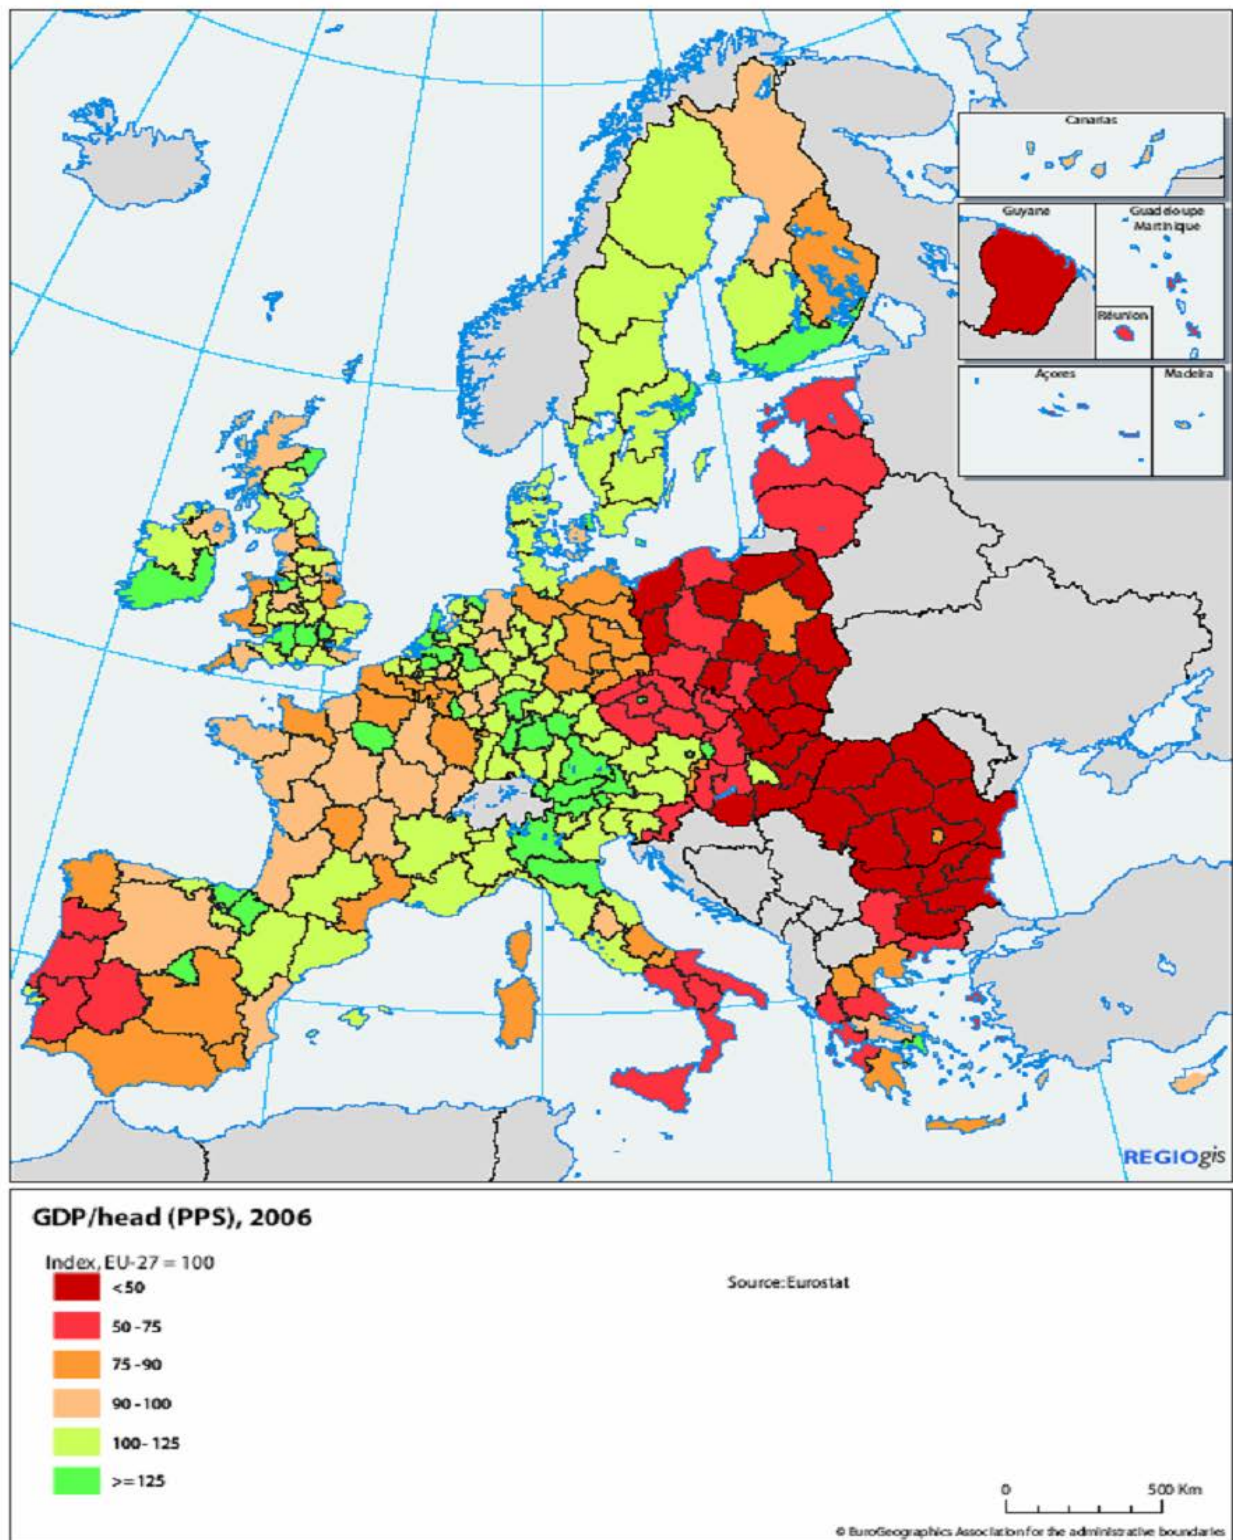 Canarias
Guyane
Guadeloupe
Martinique
Réunion
Açores
Madeira
REGIOgis
GDP/head (PPS), 2006
Index, EU-27 = 100
<50
50 -75
75 -90
90 -100
100- 125
>=125
Source: Eurostat
0 500 Km
© EuroGeographics Association for the administrative boundaries